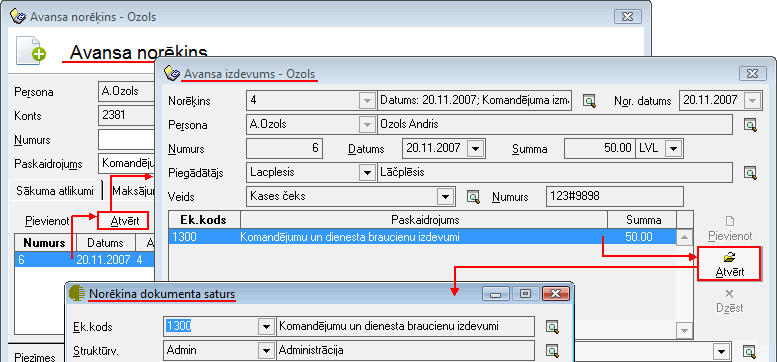 Avansa norēķins - Ozols
Avansa norēķins
Persona A.Ozols
Konts 2381
Numurs
Paskaidrojums Komandēju
Sākuma atlikumi Maksājum
Pievienot Atvērt
Numurs Datums A
6 20.11.2007 4
Piezīmes
Avansa izdevums - Ozols
Norēķins 4 Datums: 20.11.2007; Komandējuma izma Nor. datums 20.11.2007
Persona A.Ozols Ozols Andris
Numurs 6 Datums 20.11.2007 Summa 50.00 LVL
Piegādātājs Lacplesis Lāčplēsis
Veids Kases čeks Numurs 123#9898
Ek.kods Paskaidrojums Summa
1300 Komandējumu un dienesta braucienu izdevumi 50.00
Pievienot
Atvērt
Dzēst
Norēķina dokumenta saturs
Ek.kods 1300 Komandējumu un dienesta braucienu izdevumi
Struktūrv. Admin Administrācija